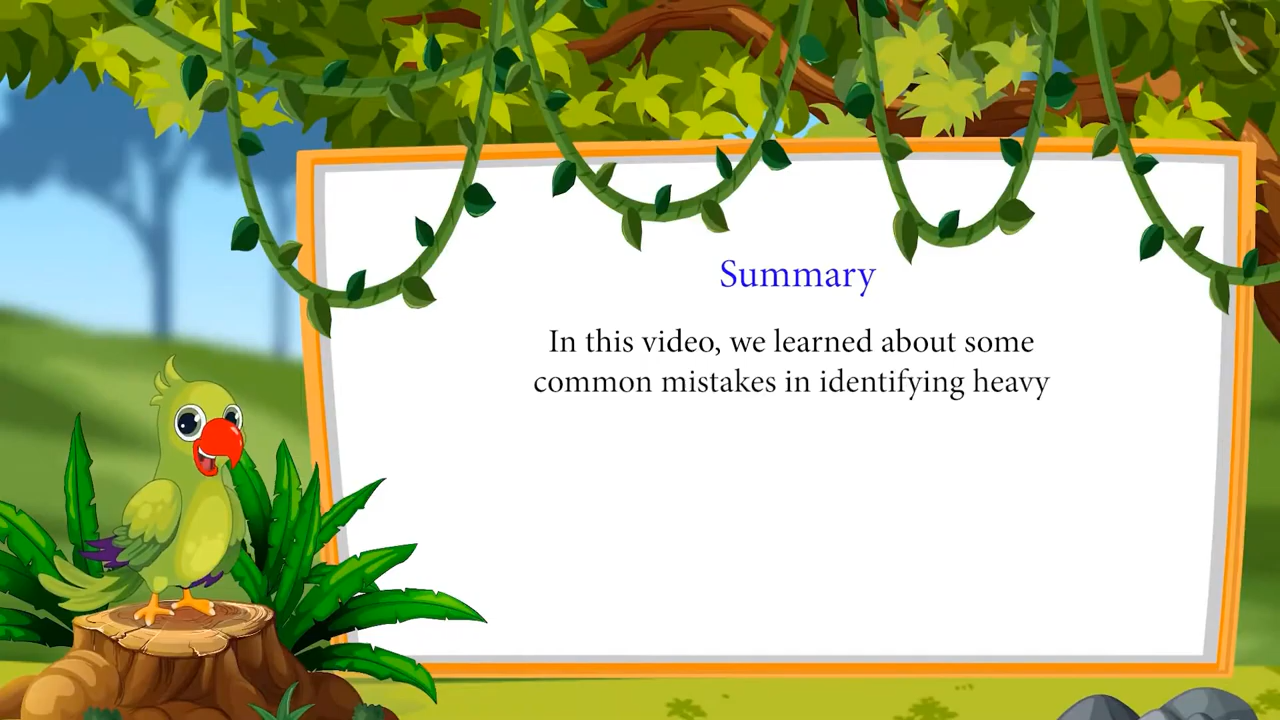 Summary
In this video, we learned about some
common mistakes in identifying heavy